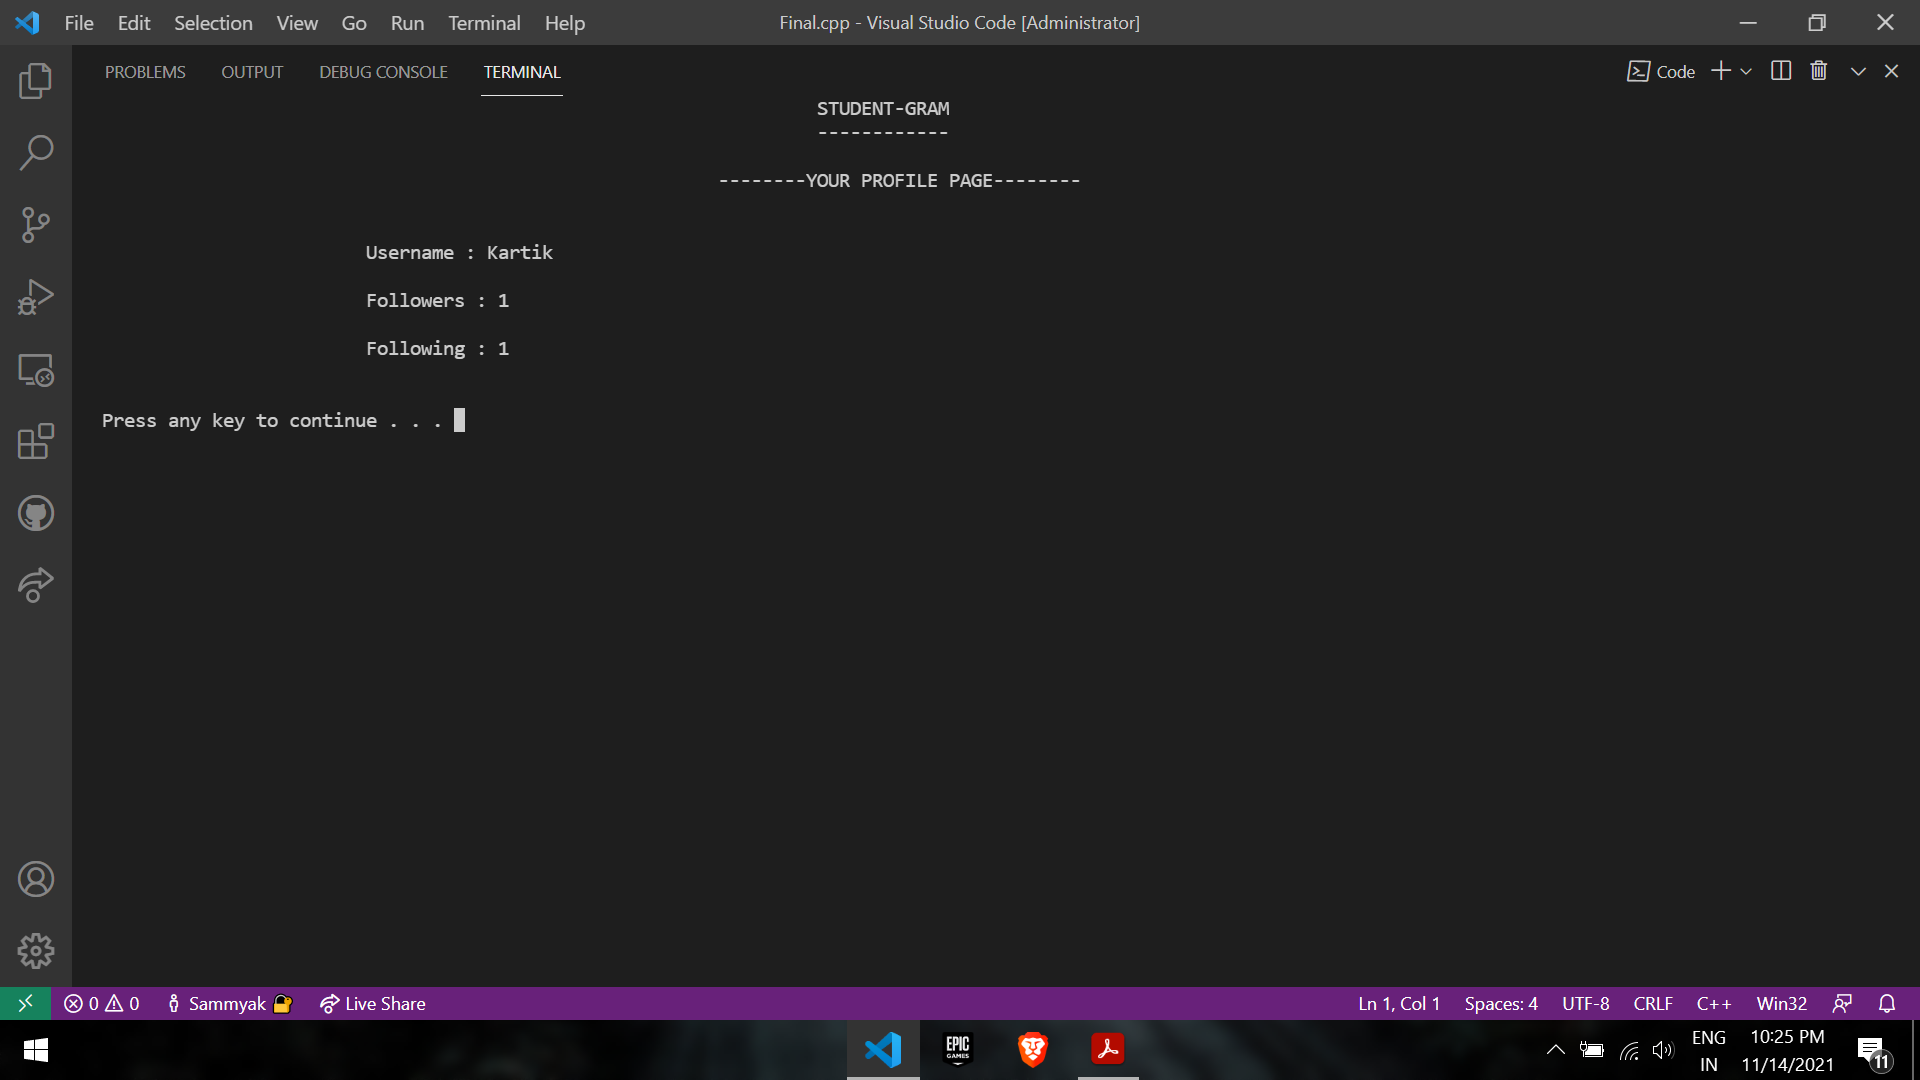 File Edit Selection View Go Run Terminal Help Final.cpp - Visual Studio Code [Administrator]
PROBLEMS OUTPUT DEBUG CONSOLE TERMINAL Code
STUDENT-GRAM
------------
--------YOUR PROFILE PAGE--------
Username : Kartik
Followers : 1
Following : 1
Press any key to continue . . .
0 0 Sammyak Live Share Ln 1, Col 1 Spaces: 4 UTF-8 CRLF C++ Win32
EPIC
GAMES
ENG 10:25 PM
IN 11/14/2021 11